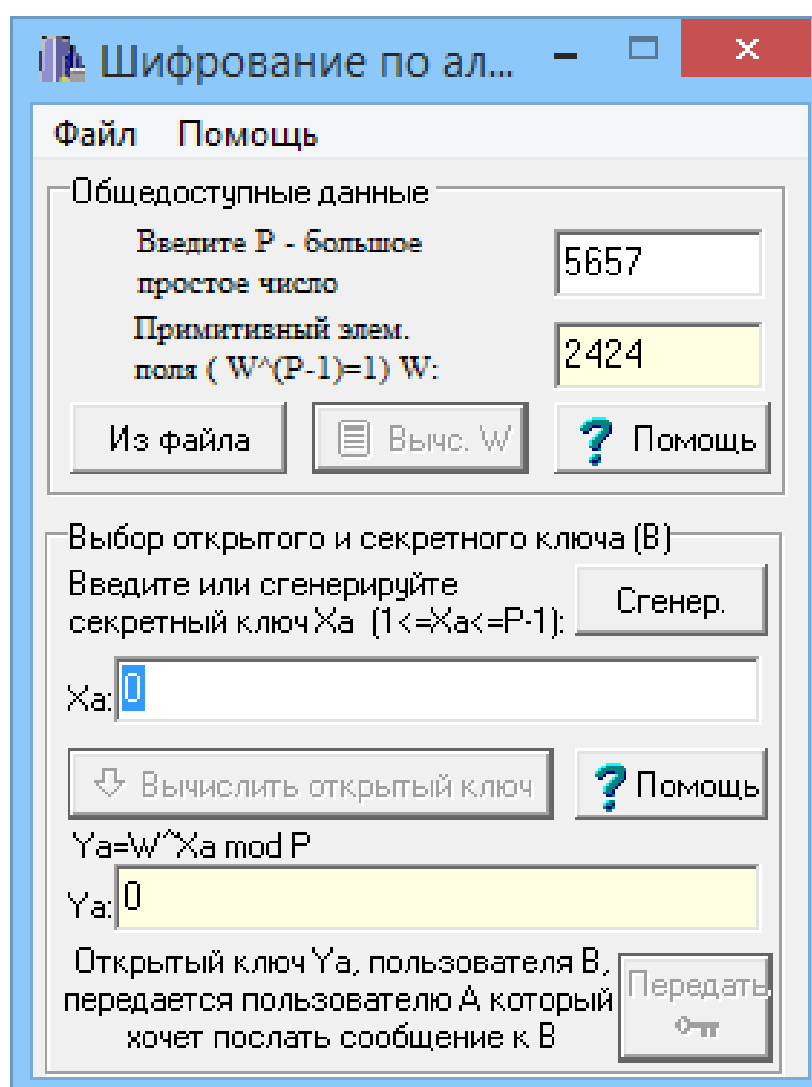 Шифрование по ал...
Файл Помощь
Общедоступные данные
Введите P - большое
простое число
5657
Примитивный элем.
поля ( W^(P-1)=1) W:
2424
Из файла
Вычс. W
? Помощь
Выбор открытого и секретного ключа (B)
Введите или сгенерируйте
секретный ключ Xa (1<=Xa<=P-1):
Сгенер.
Xa: 0
Вычислить открытый ключ
? Помощь
Ya=W^Xa mod P
Ya: 0
Открытый ключ Ya, пользователя B,
передается пользователю A который
хочет послать сообщение к B
Передать